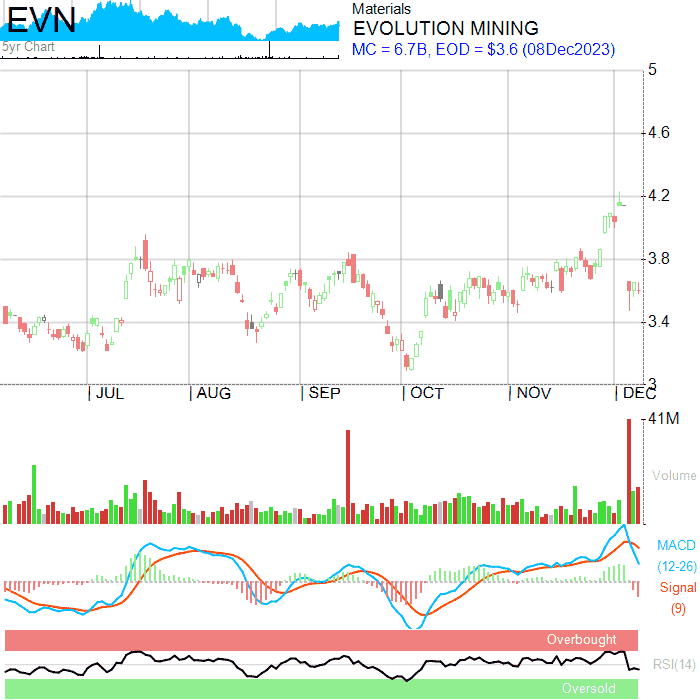 EVN
Materials
EVOLUTION MINING
5yr Chart
MC = 6.7B, EOD = $3.6 (08Dec2023)
5
4.6
4.2
3.8
3.4
3
JUL
AUG
SEP
OCT
NOV
DEC
41M
Volume
MACD
(12-26)
Signal
(9)
Overbought
RSI(14)
Oversold